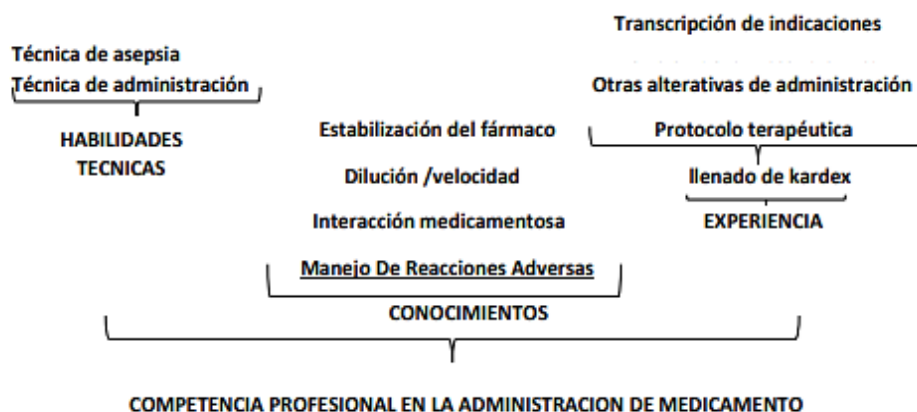 Transcripción de indicaciones
Técnica de asepsia
Técnica de administración
Otras alterativas de administración
HABILIDADES
TECNICAS
Estabilización del fármaco
Protocolo terapéutica
Dilución /velocidad
llenado de kardex
Interacción medicamentosa
EXPERIENCIA
Manejo De Reacciones Adversas
CONOCIMIENTOS
COMPETENCIA PROFESIONAL EN LA ADMINISTRACION DE MEDICAMENTO